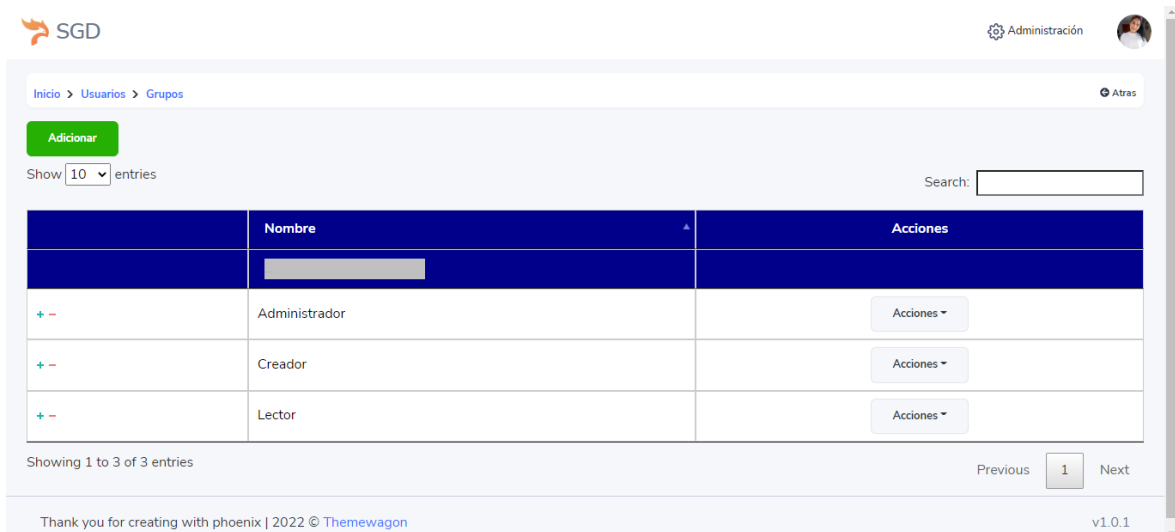 SGD
Administración
Inicio > Usuarios > Grupos
Atras
Adicionar
Show 10 entries
Search:
Nombre Acciones
Administrador Acciones
Creador Acciones
Lector Acciones
Showing 1 to 3 of 3 entries
Previous 1 Next
Thank you for creating with phoenix | 2022 © Themewagon
v1.0.1